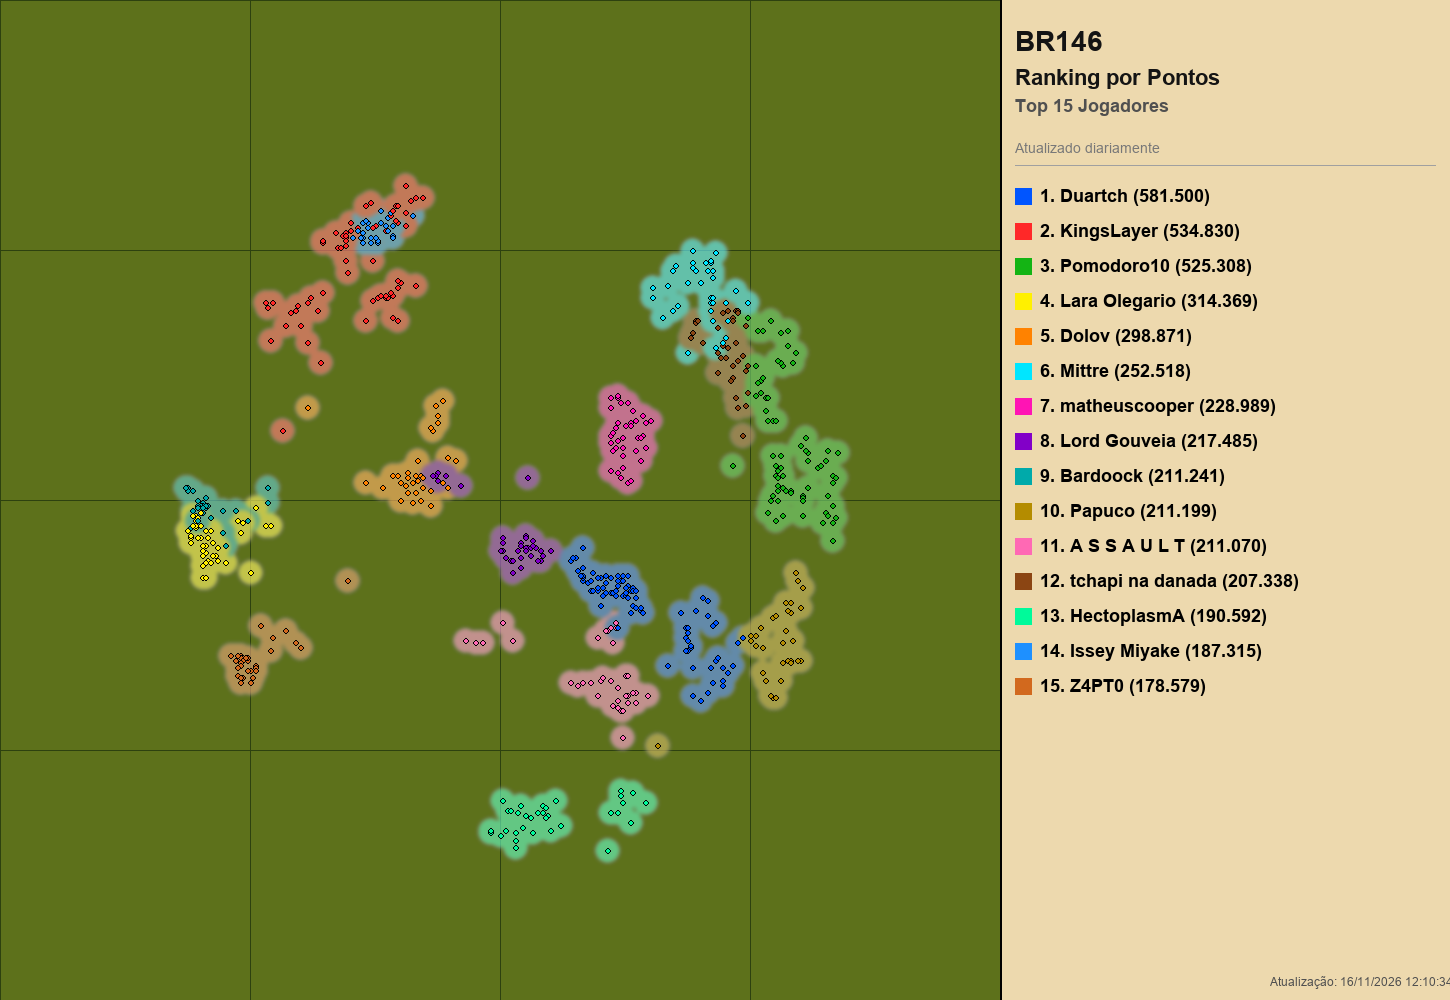 BR146
Ranking por Pontos
Top 15 Jogadores
Atualizado diariamente
1. Duartch (581.500)
2. KingsLayer (534.830)
3. Pomodoro10 (525.308)
4. Lara Olegario (314.369)
5. Dolov (298.871)
6. Mittre (252.518)
7. matheuscooper (228.989)
8. Lord Gouveia (217.485)
9. Bardoock (211.241)
10. Papuco (211.199)
11. A S S A U L T (211.070)
12. tchapi na danada (207.338)
13. HectoplasmA (190.592)
14. Issey Miyake (187.315)
15. Z4PT0 (178.579)
Atualização: 16/11/2026 12:10:34